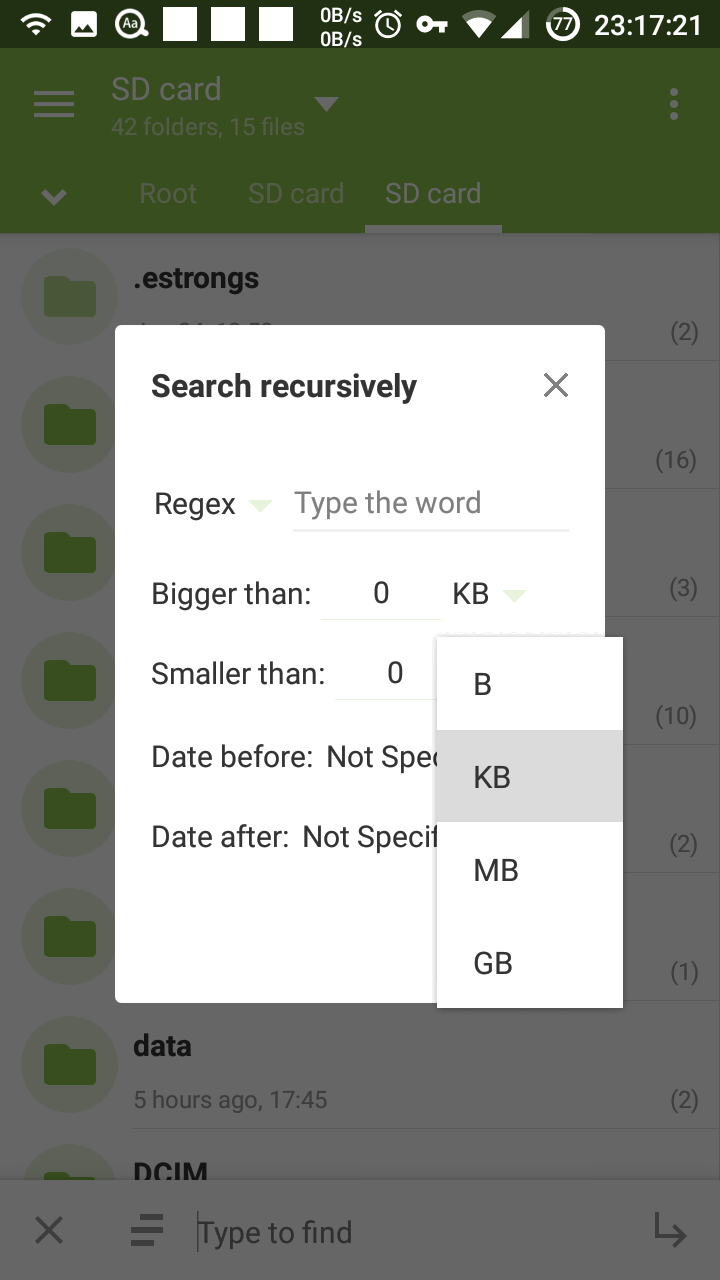 Aa
0B/s
0B/s
77
23:17:21
SD card
42 folders, 15 files
Root SD card SD card
.estrongs
(2)
Search recursively
(16)
Regex Type the word
(3)
Bigger than: 0 KB
Smaller than: 0
B
(10)
Date before: Not Spec
KB
Date after: Not Specif
(2)
MB
GB
(1)
data
5 hours ago, 17:45
(2)
DCIM
Type to find